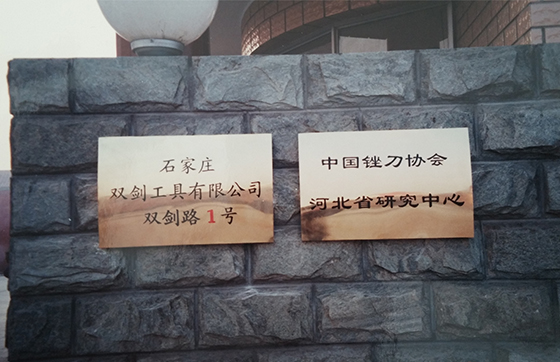 石家庄
双剑工具有限公司
双剑路1号
中国锉刀协会
河北省研究中心